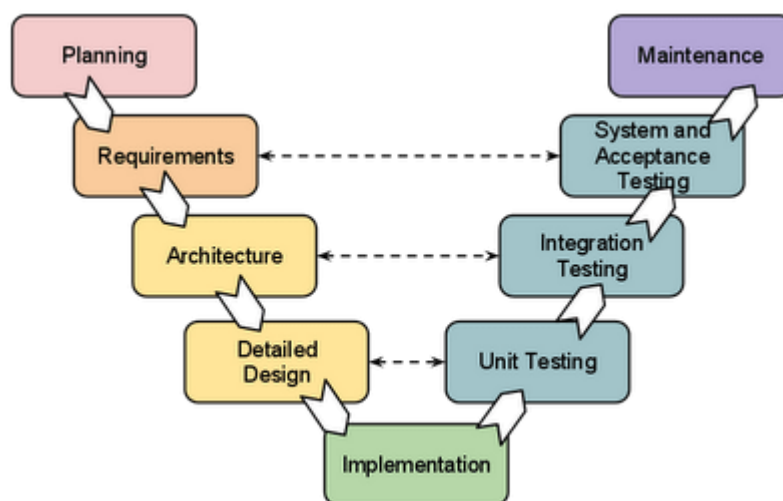 Planning
Maintenance
Requirements
System and
Acceptance
Testing
Architecture
Integration
Testing
Detailed
Design
Unit Testing
Implementation